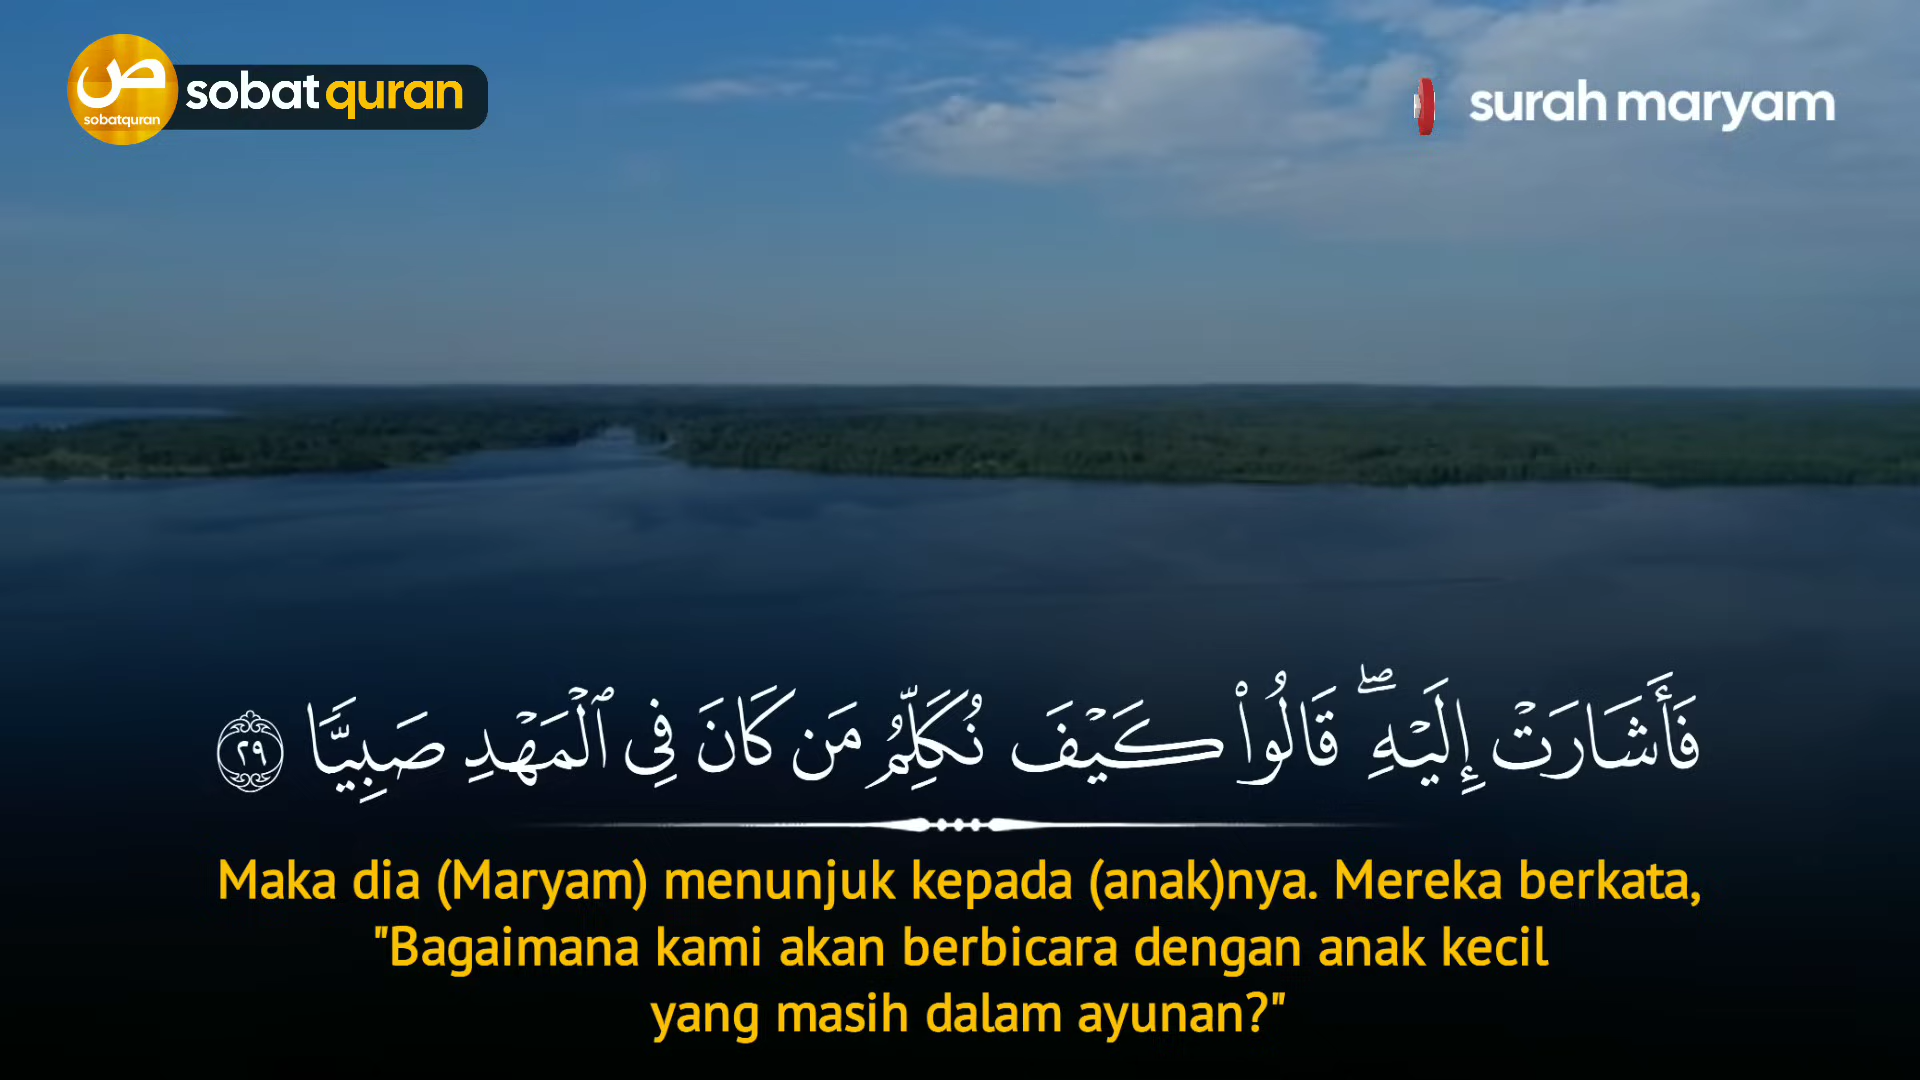 ص
sobatquran
sobat quran
surah maryam
فَأَشَارَتْ إِلَيْهِ ۖ قَالُوا۟ كَيْفَ نُكَلِّمُ مَن كَانَ فِى ٱلْمَهْدِ صَبِيًّا ٢٩
Maka dia (Maryam) menunjuk kepada (anak)nya. Mereka berkata,
"Bagaimana kami akan berbicara dengan anak kecil
yang masih dalam ayunan?"